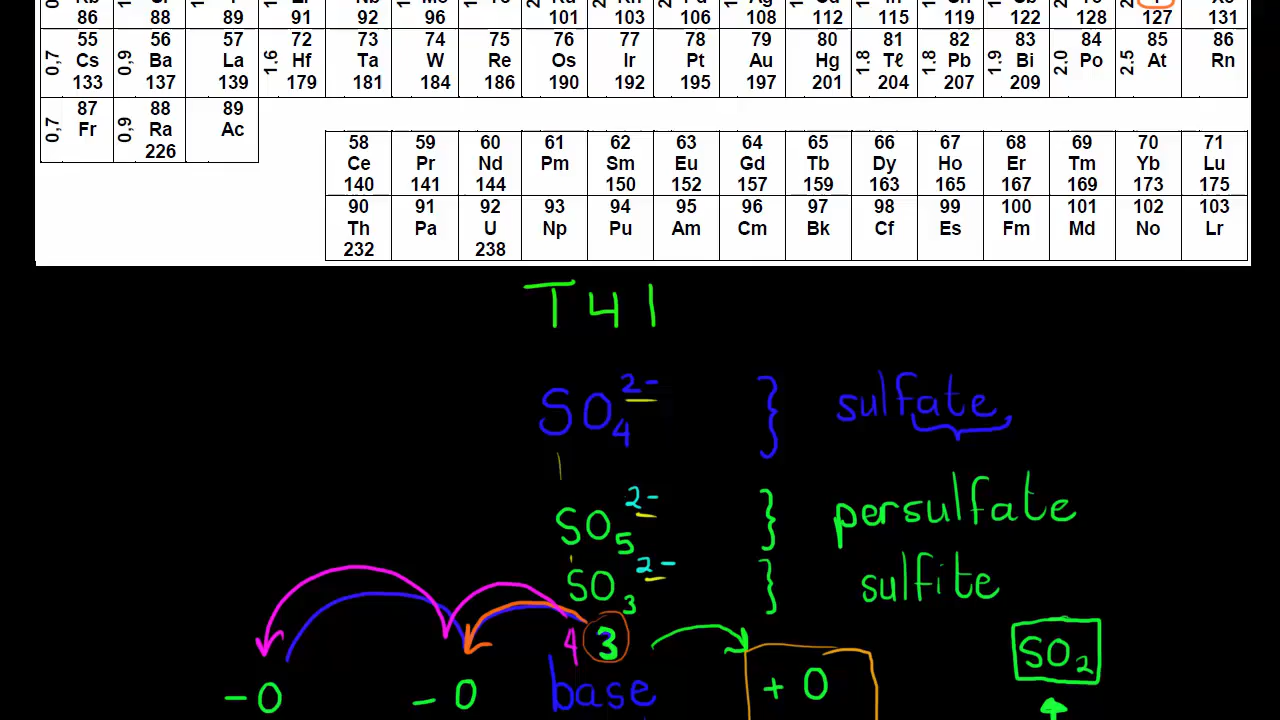 86 88 89 91 92 96 101 103 106 108 112 115 119 122 128 127 131
55 56 57 72 73 74 75 76 77 78 79 80 81 82 83 84 85 86
0,7 Cs 0,9 Ba La 1.6 Hf Ta W Re Os Ir Pt Au Hg 1.8 Tℓ 1.8 Pb 1.9 Bi 2.0 Po 2.5 At Rn
133 137 139 179 181 184 186 190 192 195 197 201 204 207 209
87 88 89
0,7 Fr 0,9 Ra Ac
226
58 59 60 61 62 63 64 65 66 67 68 69 70 71
Ce Pr Nd Pm Sm Eu Gd Tb Dy Ho Er Tm Yb Lu
140 141 144 150 152 157 159 163 165 167 169 173 175
90 91 92 93 94 95 96 97 98 99 100 101 102 103
Th Pa U Np Pu Am Cm Bk Cf Es Fm Md No Lr
232 238
T41
SO₄²⁻ } sulfate
SO₅²⁻ } persulfate
SO₃²⁻ } sulfite
4 3 SO₂
-O -O base +O